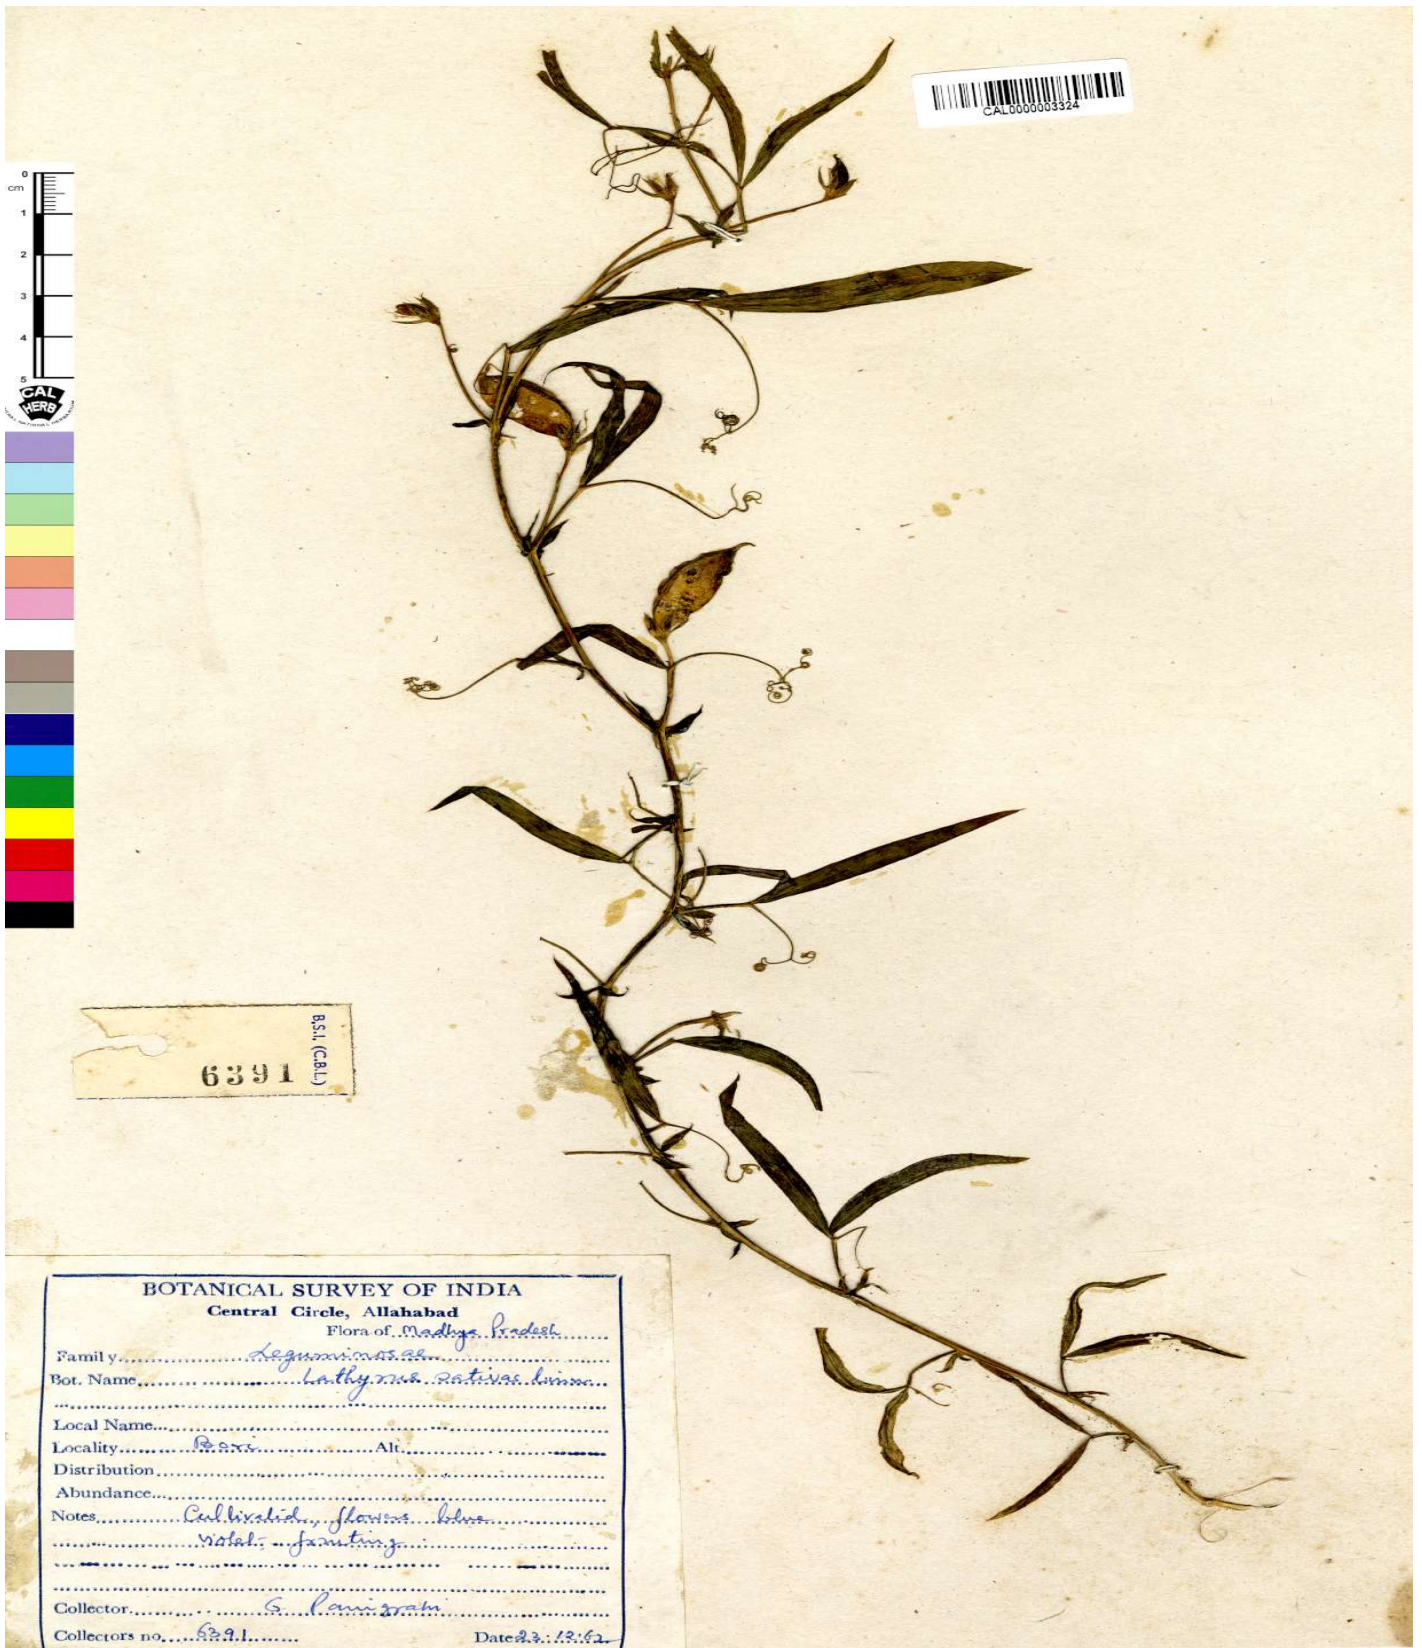 CAL0000003324
0
cm
1
2
3
4
5
CAL
HERB
B.S.I. (C.B.L.)
6391
BOTANICAL SURVEY OF INDIA
Central Circle, Allahabad
Flora of Madhya Pradesh
Family Leguminosae
Bot. Name Lathyrus sativas Linn.
Local Name
Locality Bori Alt.
Distribution
Abundance
Notes Cultivated, flowers blue
violet, fruiting
Collector G. Panigrahi
Collectors no. 6391 Date 23.12.62